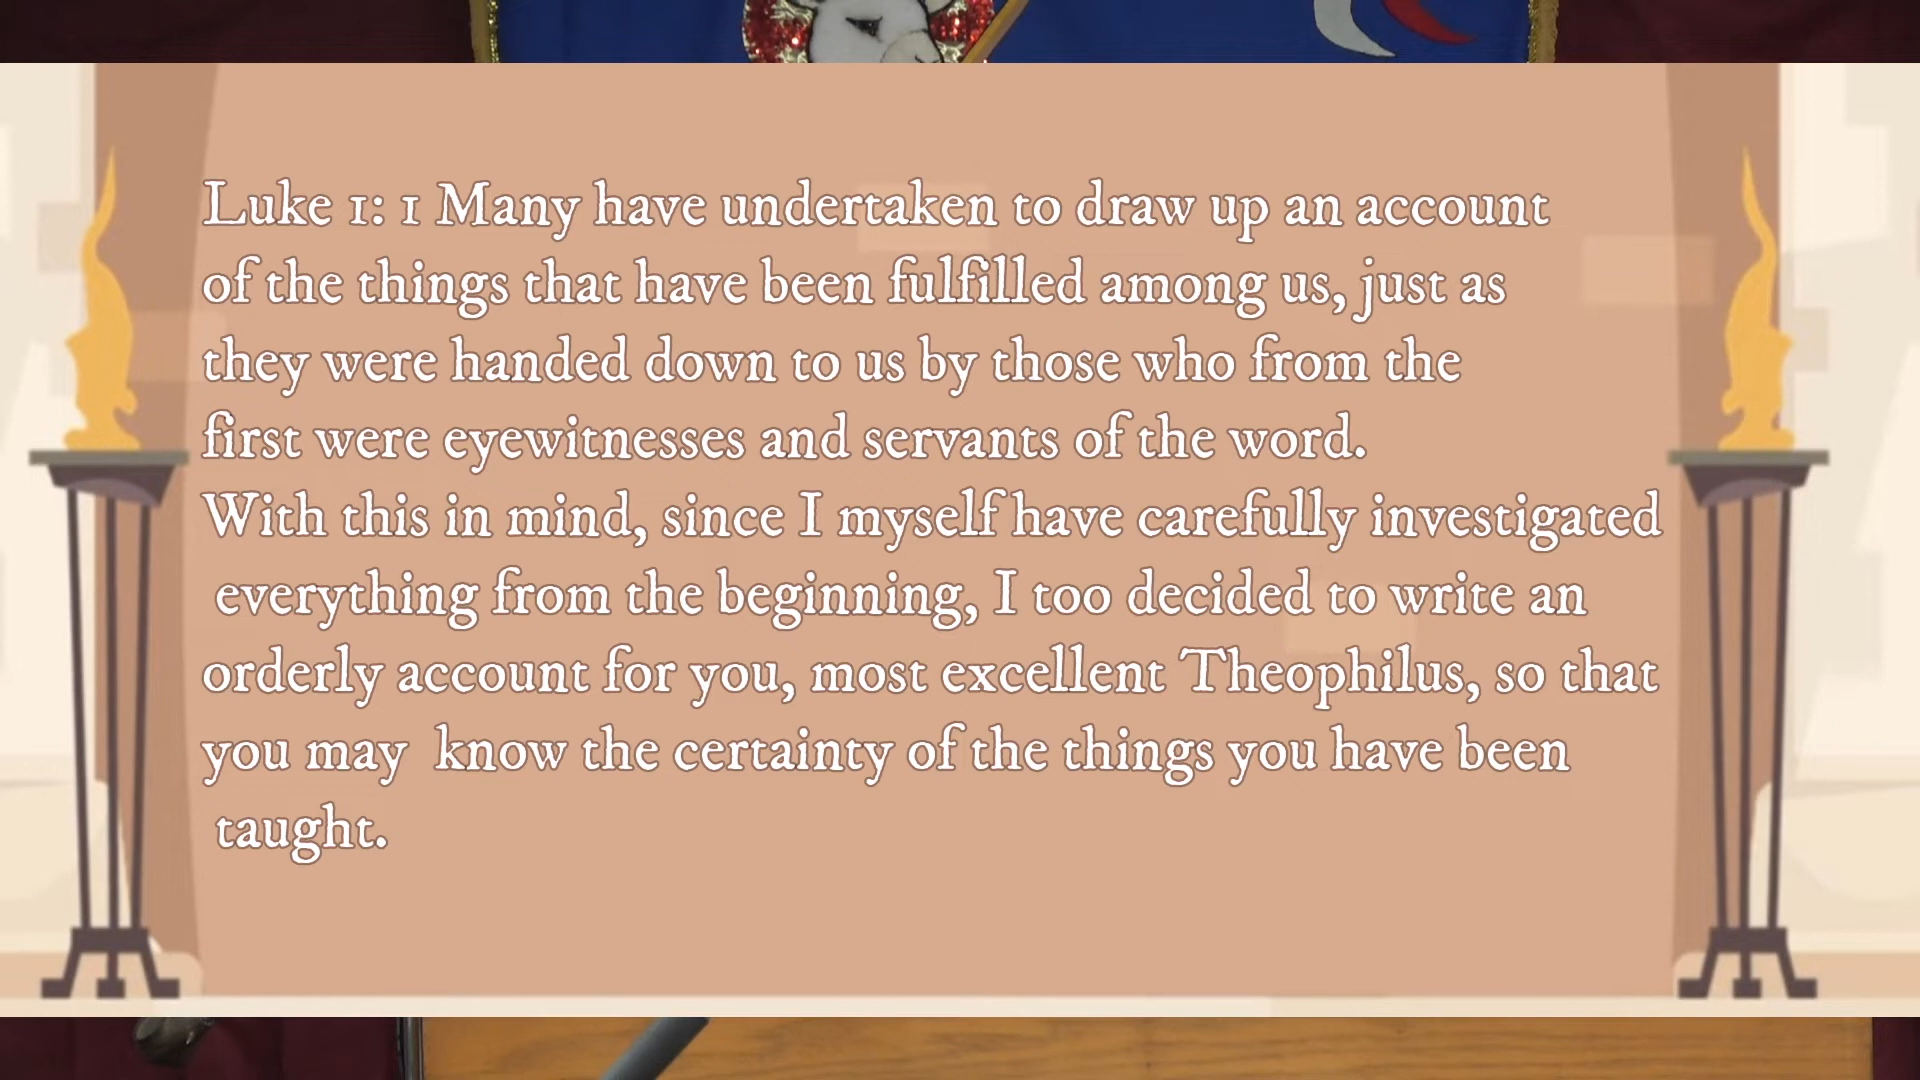 Luke 1: 1 Many have undertaken to draw up an account
of the things that have been fulfilled among us, just as
they were handed down to us by those who from the
first were eyewitnesses and servants of the word.
With this in mind, since I myself have carefully investigated
everything from the beginning, I too decided to write an
orderly account for you, most excellent Theophilus, so that
you may know the certainty of the things you have been
taught.